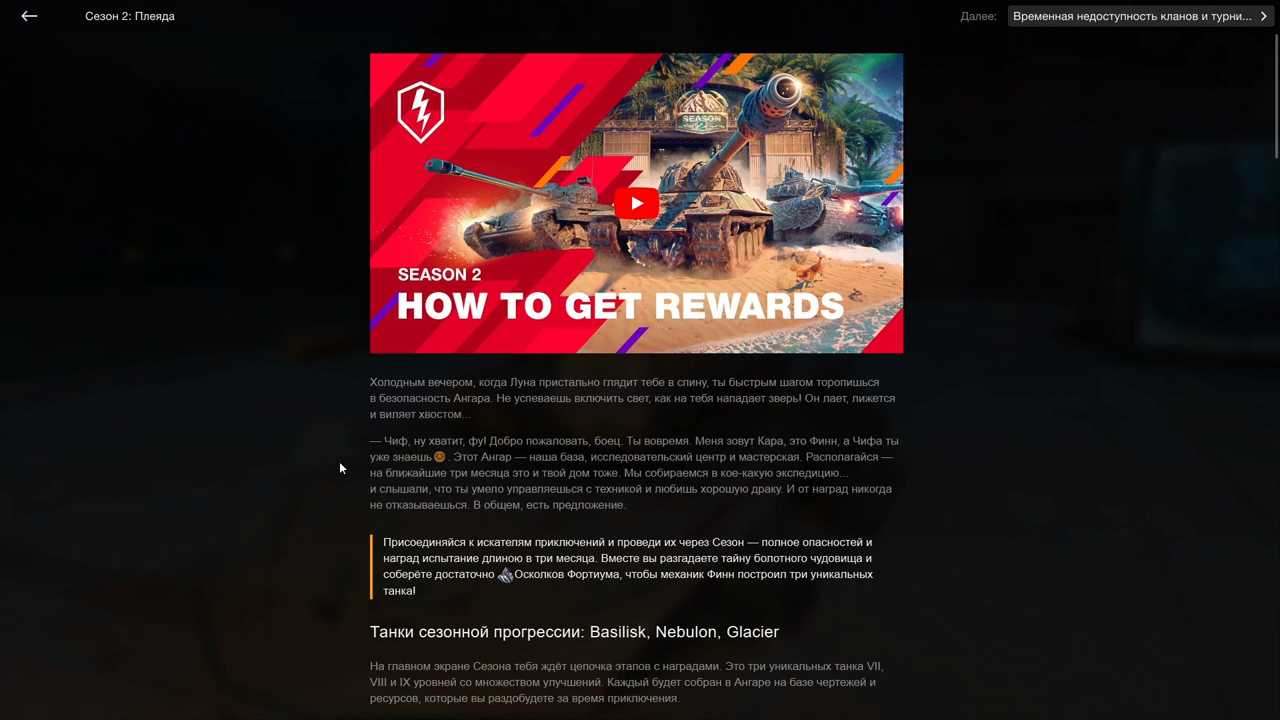 Сезон 2: Плеяда
Далее:
Временная недоступность кланов и турни...
SEASON
2
SEASON 2
HOW TO GET REWARDS
Холодным вечером, когда Луна пристально глядит тебе в спину, ты быстрым шагом торопишься
в безопасность Ангара. Не успеваешь включить свет, как на тебя нападает зверь! Он лает, лижется
и виляет хвостом...
— Чиф, ну хватит, фу! Добро пожаловать, боец. Ты вовремя. Меня зовут Кара, это Финн, а Чифа ты
уже знаешь. Этот Ангар — наша база, исследовательский центр и мастерская. Располагайся —
на ближайшие три месяца это и твой дом тоже. Мы собираемся в кое-какую экспедицию...
и слышали, что ты умело управляешься с техникой и любишь хорошую драку. И от наград никогда
не отказываешься. В общем, есть предложение.
Присоединяйся к искателям приключений и проведи их через Сезон — полное опасностей и
наград испытание длиною в три месяца. Вместе вы разгадаете тайну болотного чудовища и
соберёте достаточно Осколков Фортиума, чтобы механик Финн построил три уникальных
танка!
Танки сезонной прогрессии: Basilisk, Nebulon, Glacier
На главном экране Сезона тебя ждёт цепочка этапов с наградами. Это три уникальных танка VII,
VIII и IX уровней со множеством улучшений. Каждый будет собран в Ангаре на базе чертежей и
ресурсов, которые вы раздобудете за время приключения.